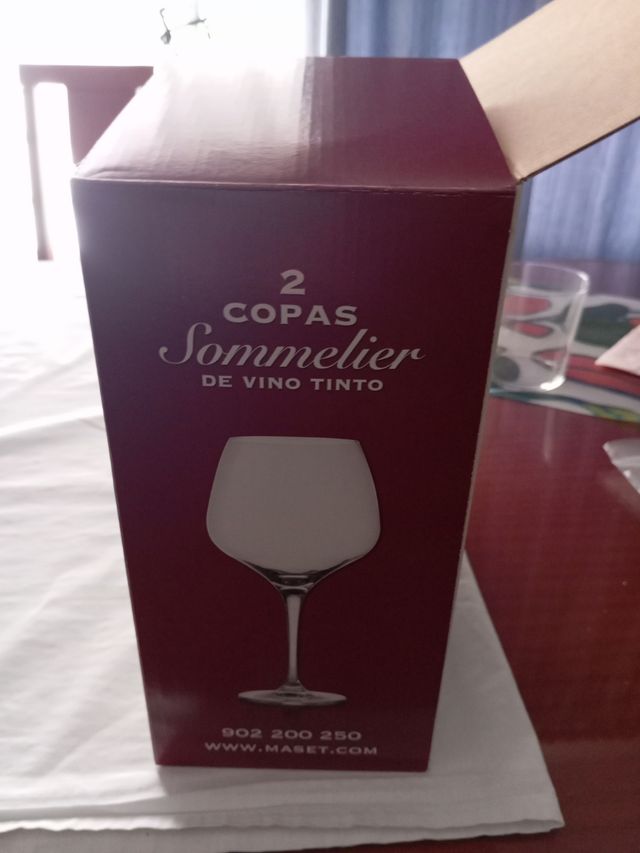 2
COPAS
Sommelier
DE VINO TINTO
902 200 250
WWW.MASET.COM